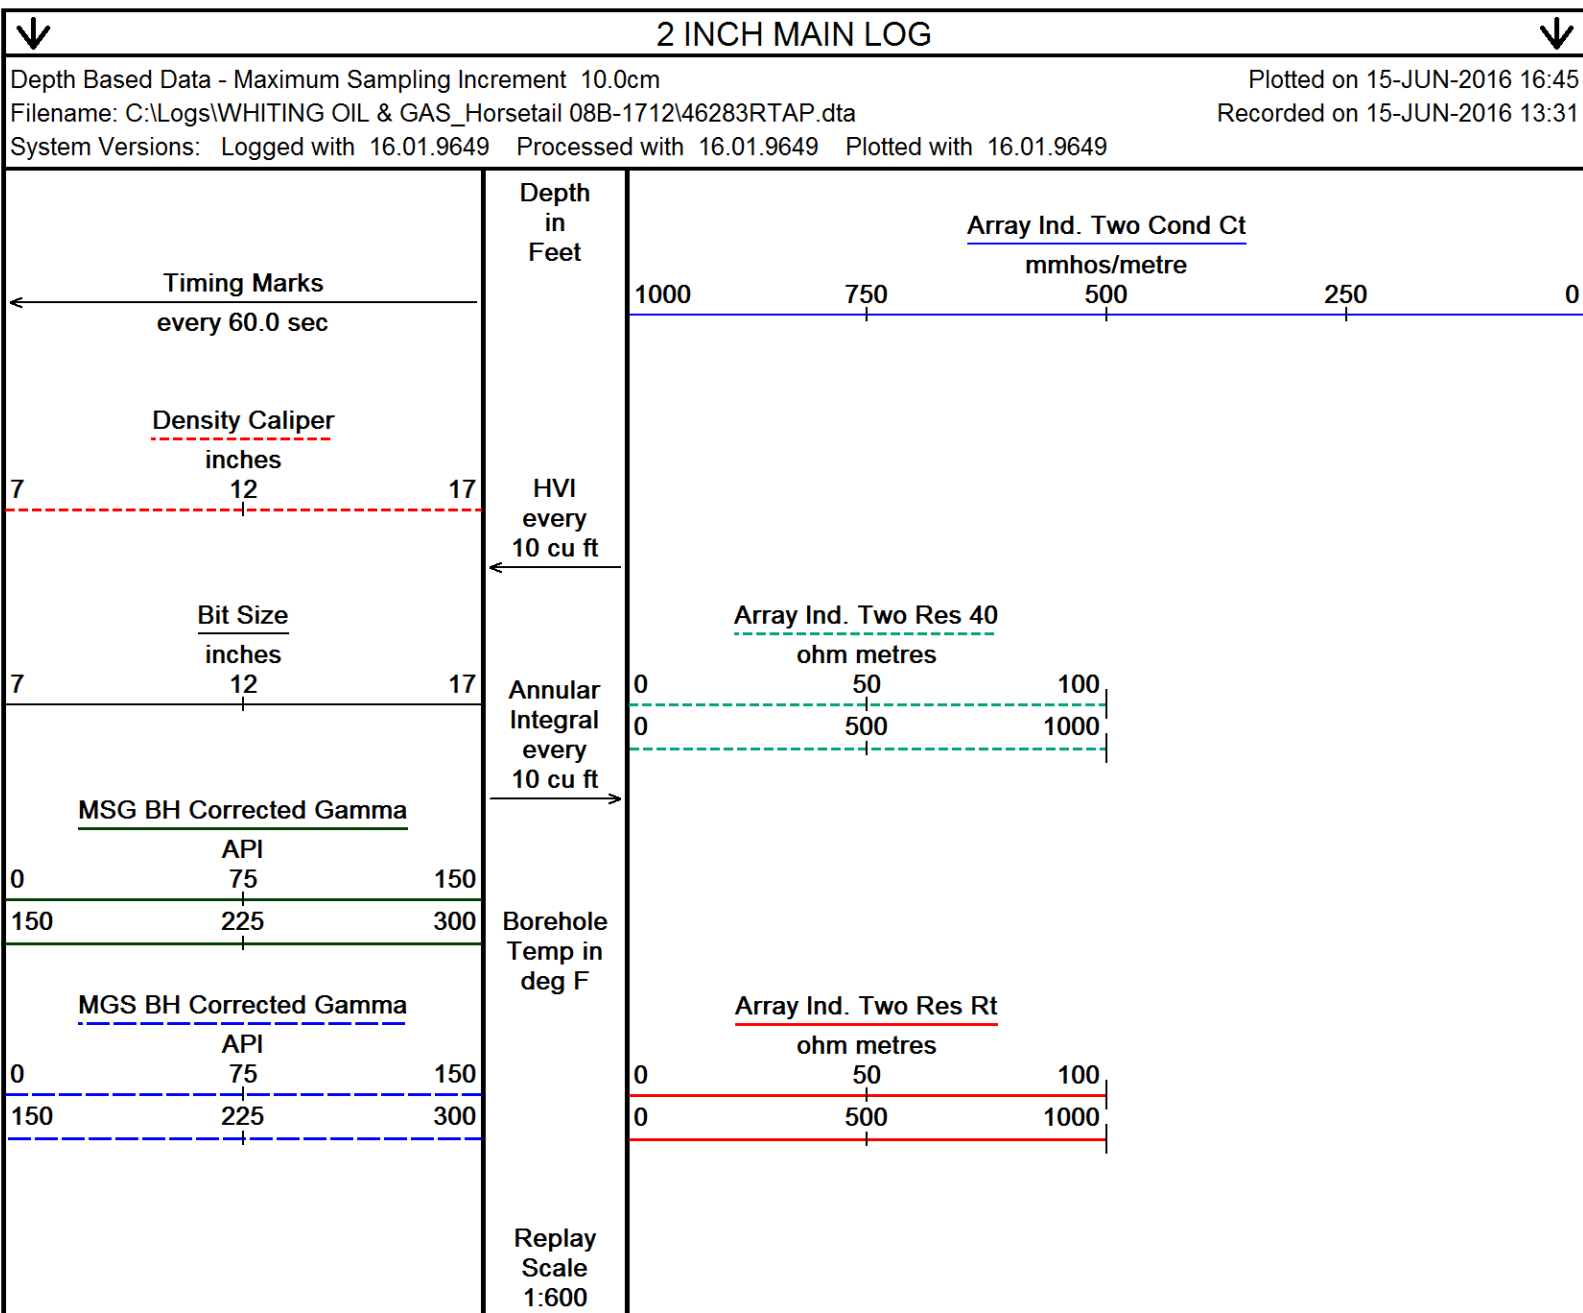 2 INCH MAIN LOG
Depth Based Data - Maximum Sampling Increment 10.0cm
Plotted on 15-JUN-2016 16:45
Filename: C:\Logs\WHITING OIL & GAS_Horsetail 08B-1712\46283RTAP.dta
Recorded on 15-JUN-2016 13:31
System Versions: Logged with 16.01.9649 Processed with 16.01.9649 Plotted with 16.01.9649
Timing Marks
every 60.0 sec
Density Caliper
inches
7 12 17
Bit Size
inches
7 12 17
MSG BH Corrected Gamma
API
0 75 150
150 225 300
MGS BH Corrected Gamma
API
0 75 150
150 225 300
Depth
in
Feet
HVI
every
10 cu ft
Annular
Integral
every
10 cu ft
Borehole
Temp in
deg F
Replay
Scale
1:600
Array Ind. Two Cond Ct
mmhos/metre
1000 750 500 250 0
Array Ind. Two Res 40
ohm metres
0 50 100
0 500 1000
Array Ind. Two Res Rt
ohm metres
0 50 100
0 500 1000